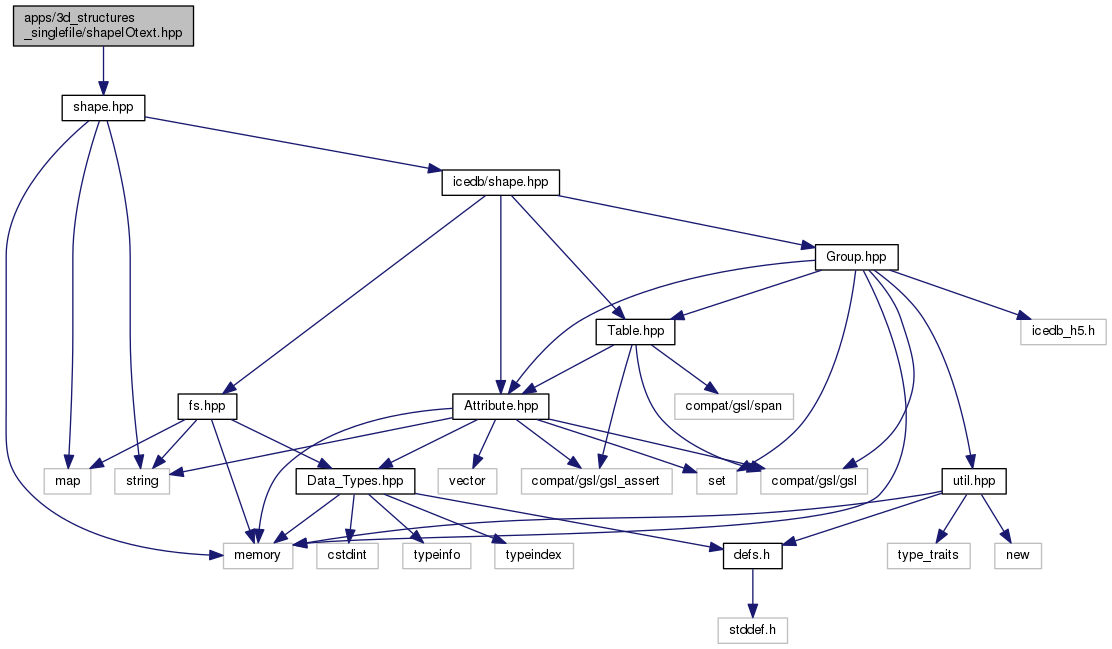 apps/3d_structures
_singlefile/shapeIOtext.hpp
shape.hpp
icedb/shape.hpp
Group.hpp
Table.hpp
icedb_h5.h
fs.hpp
Attribute.hpp
compat/gsl/span
map
string
Data_Types.hpp
vector
compat/gsl/gsl_assert
set
compat/gsl/gsl
util.hpp
memory
cstdint
typeinfo
typeindex
defs.h
type_traits
new
stddef.h